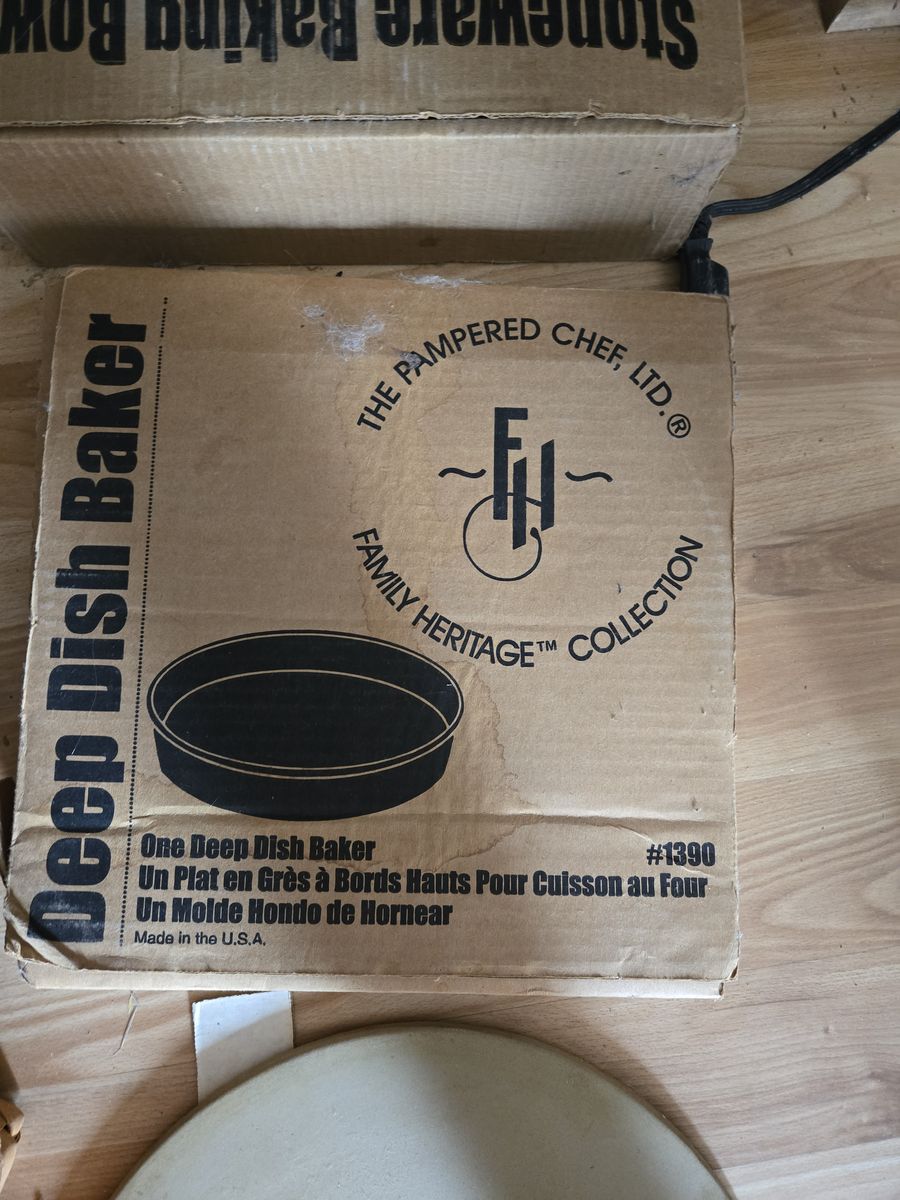 Stoneware Baking Bow
Deep Dish Baker
THE PAMPERED CHEF, LTD.®
FH
FAMILY HERITAGE™ COLLECTION
One Deep Dish Baker #1390
Un Plat en Grès à Bords Hauts Pour Cuisson au Four
Un Molde Hondo de Hornear
Made in the U.S.A.